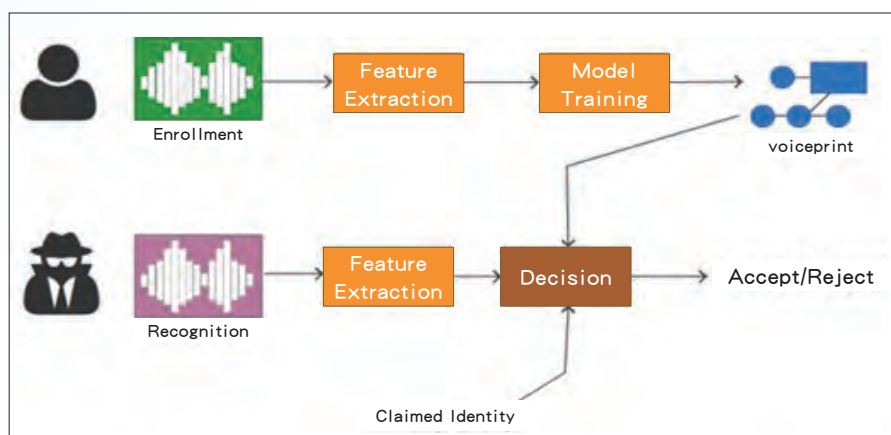 Feature
Extraction
Model
Training
Enrollment
voiceprint
Feature
Extraction
Decision
Accept/Reject
Recognition
Claimed Identity